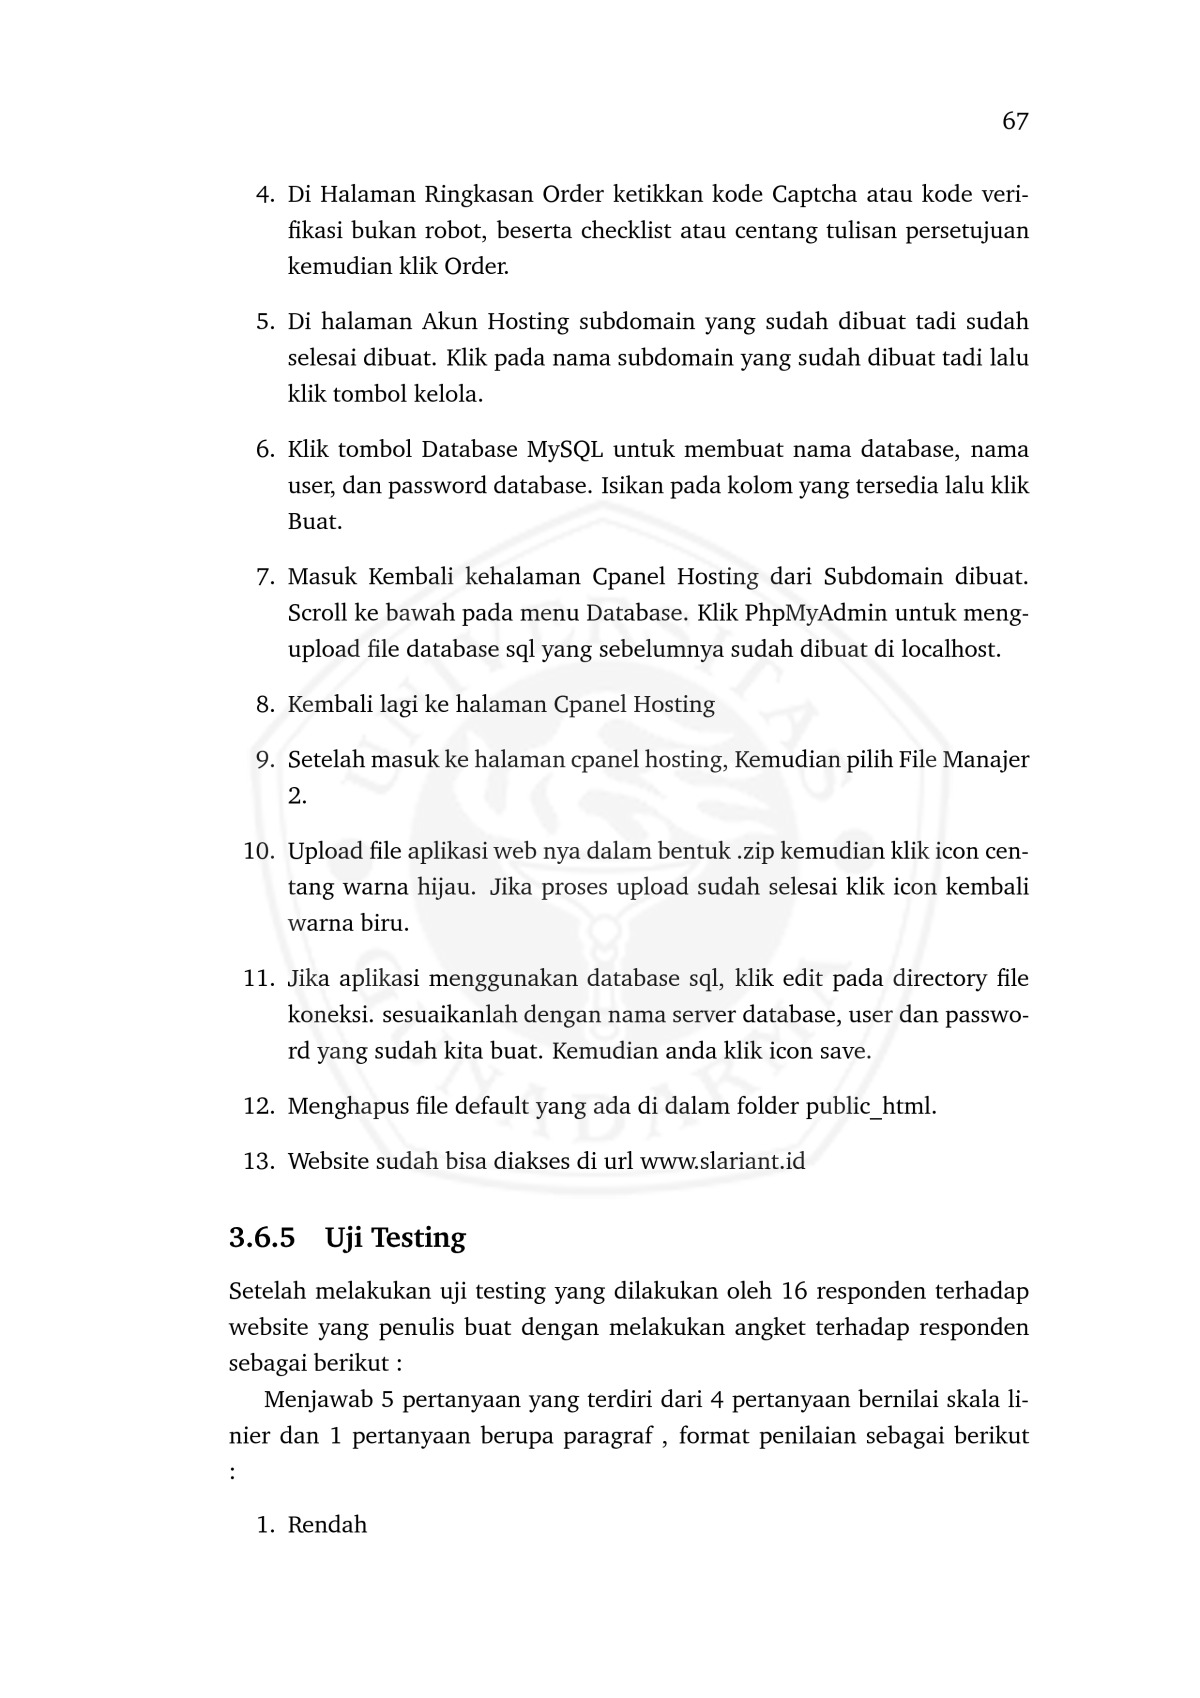 67
4. Di Halaman Ringkasan Order ketikkan kode Captcha atau kode veri-
fikasi bukan robot, beserta checklist atau centang tulisan persetujuan
kemudian klik Order.
5. Di halaman Akun Hosting subdomain yang sudah dibuat tadi sudah
selesai dibuat. Klik pada nama subdomain yang sudah dibuat tadi lalu
klik tombol kelola.
6. Klik tombol Database MySQL untuk membuat nama database, nama
user, dan password database. Isikan pada kolom yang tersedia lalu klik
Buat.
7. Masuk Kembali kehalaman Cpanel Hosting dari Subdomain dibuat.
Scroll ke bawah pada menu Database. Klik PhpMyAdmin untuk meng-
upload file database sql yang sebelumnya sudah dibuat di localhost.
8. Kembali lagi ke halaman Cpanel Hosting
9. Setelah masuk ke halaman cpanel hosting, Kemudian pilih File Manajer
2.
10. Upload file aplikasi web nya dalam bentuk .zip kemudian klik icon cen-
tang warna hijau. Jika proses upload sudah selesai klik icon kembali
warna biru.
11. Jika aplikasi menggunakan database sql, klik edit pada directory file
koneksi. sesuaikanlah dengan nama server database, user dan passwo-
rd yang sudah kita buat. Kemudian anda klik icon save.
12. Menghapus file default yang ada di dalam folder public_html.
13. Website sudah bisa diakses di url www.slariant.id
3.6.5 Uji Testing
Setelah melakukan uji testing yang dilakukan oleh 16 responden terhadap
website yang penulis buat dengan melakukan angket terhadap responden
sebagai berikut :
Menjawab 5 pertanyaan yang terdiri dari 4 pertanyaan bernilai skala li-
nier dan 1 pertanyaan berupa paragraf , format penilaian sebagai berikut
:
1. Rendah
UNIVERSITAS
GUNADARMA